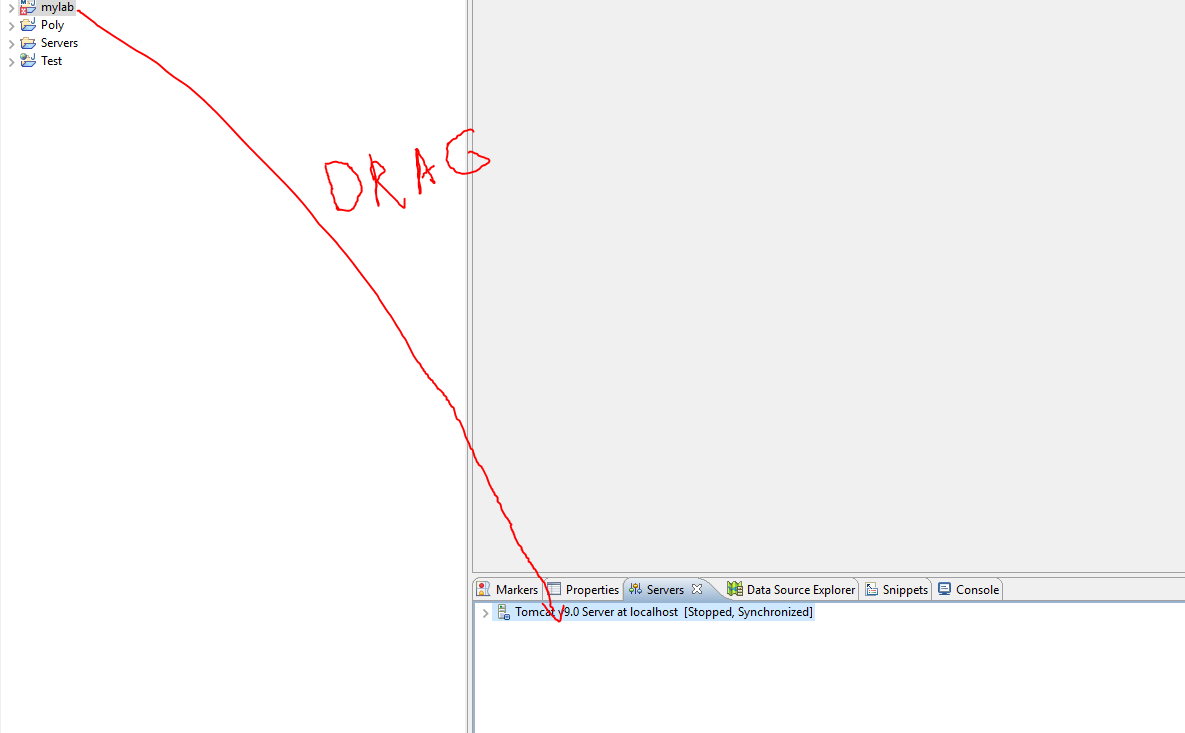 mylab
Poly
Servers
Test
DRAG
Markers Properties Servers Data Source Explorer Snippets Console
Tomcat v9.0 Server at localhost [Stopped, Synchronized]